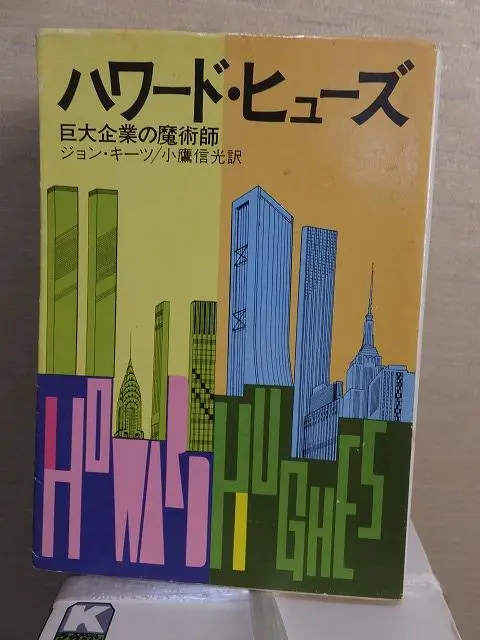 ハワード・ヒューズ
巨大企業の魔術師
ジョン・キーツ/小鷹信光訳
HOWARD HUGHES
K